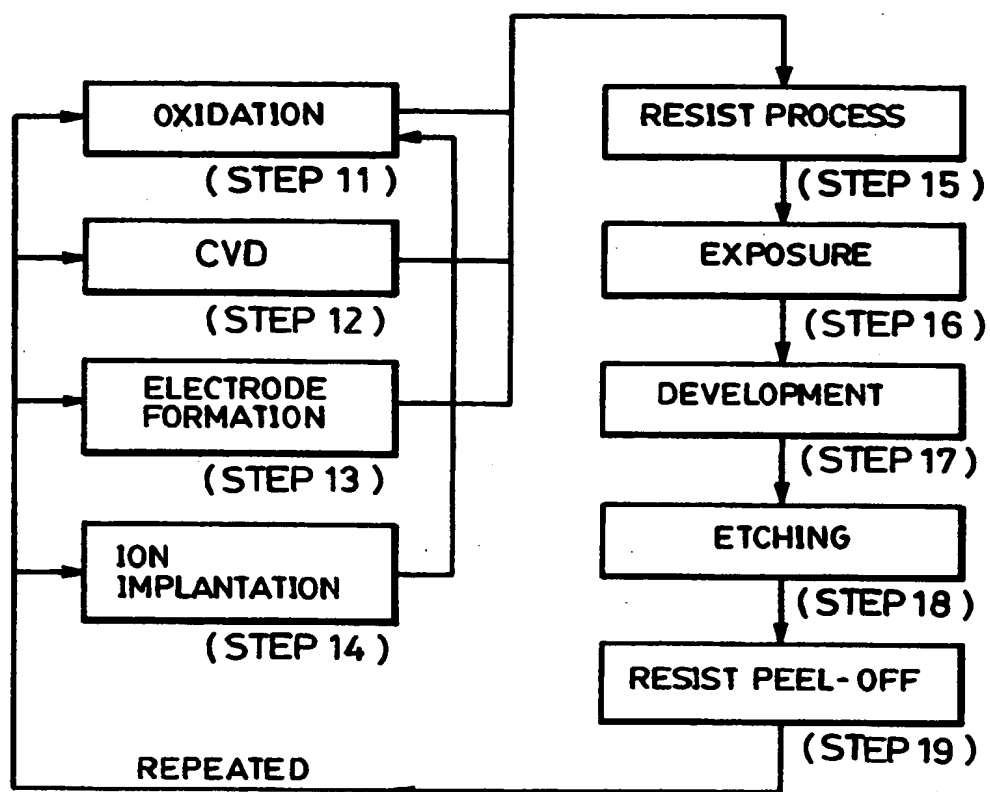 OXIDATION
(STEP 11)
CVD
(STEP 12)
ELECTRODE
FORMATION
(STEP 13)
ION
IMPLANTATION
(STEP 14)
REPEATED
RESIST PROCESS
(STEP 15)
EXPOSURE
(STEP 16)
DEVELOPMENT
(STEP 17)
ETCHING
(STEP 18)
RESIST PEEL-OFF
(STEP 19)